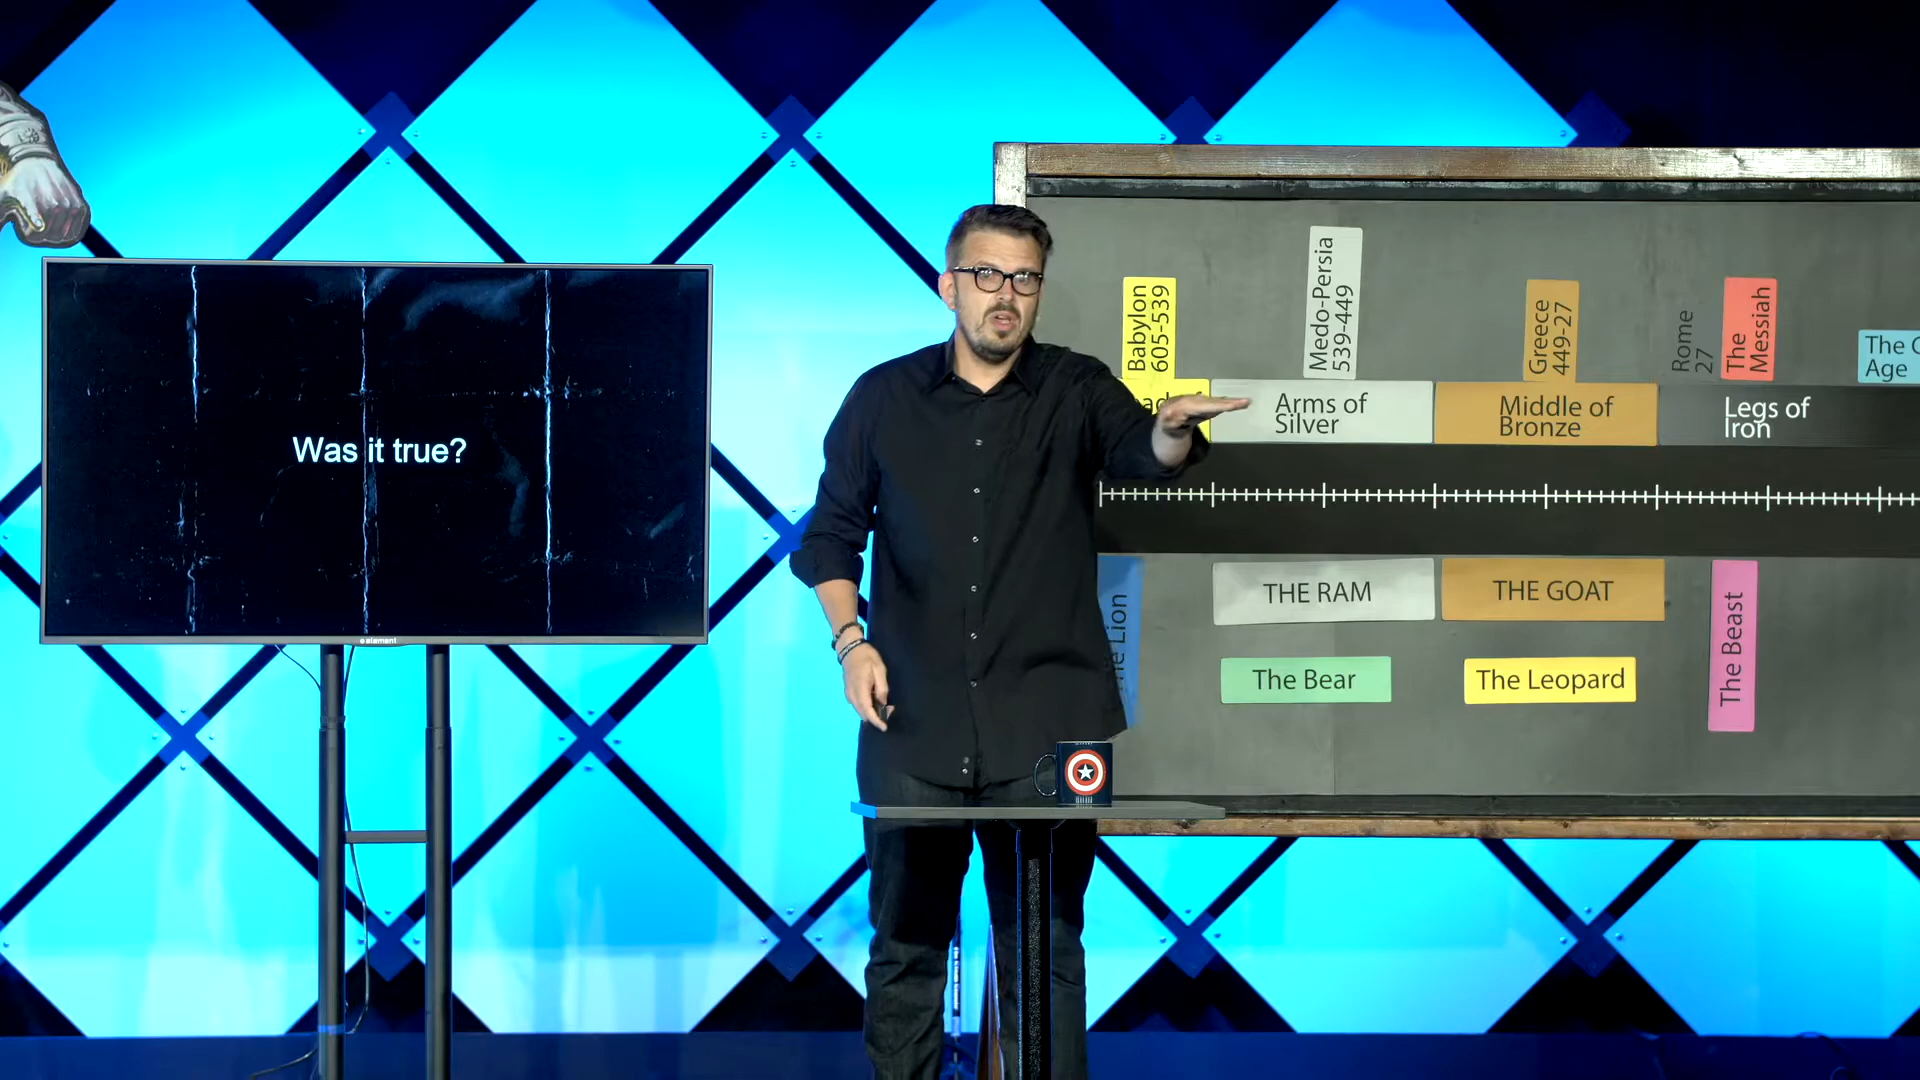 Was it true?
element
Babylon
605-539
Medo-Persia
539-449
Greece
449-27
Rome
27
The
Messiah
The
Age
Arms of
Silver
Middle of
Bronze
Legs of
Iron
Lion
THE RAM
THE GOAT
The Bear
The Leopard
The Beast